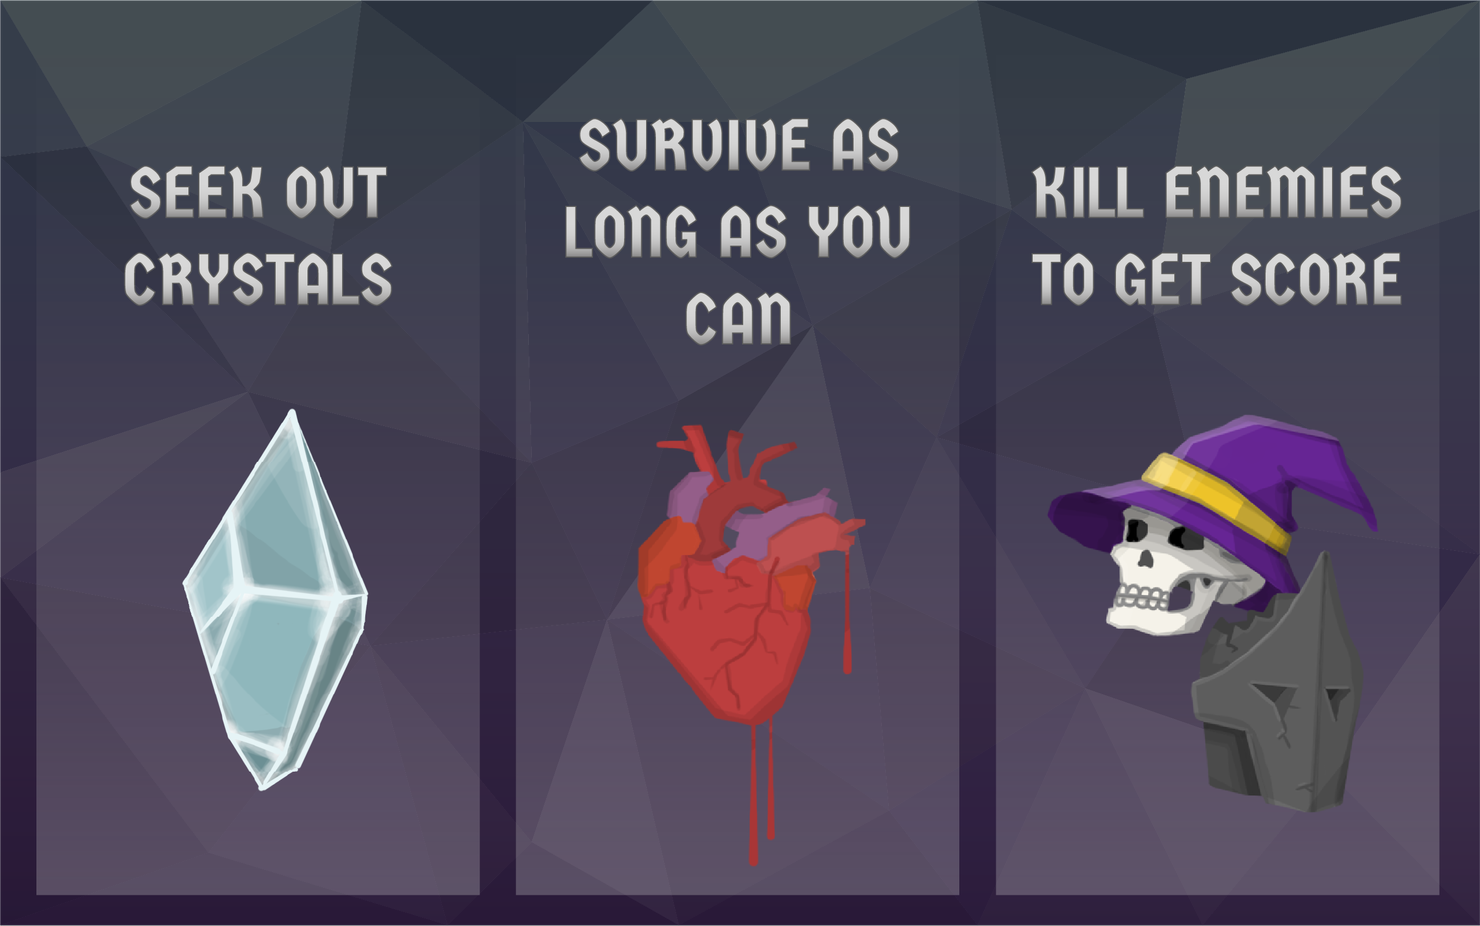 SEEK OUT
CRYSTALS
SURVIVE AS
LONG AS YOU
CAN
KILL ENEMIES
TO GET SCORE